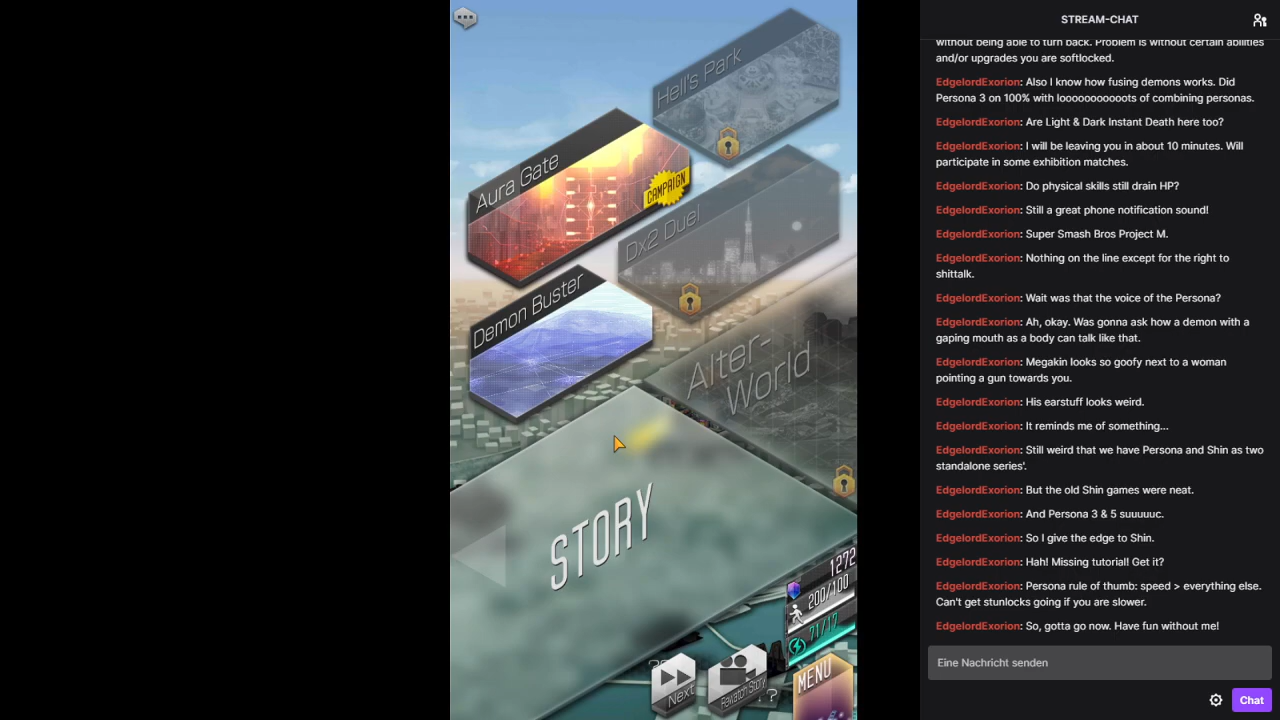 Hell's Park
Aura Gate
CAMPAIGN
Dx2 Duel
Demon Buster
Alter-
World
STORY
1272
200/100
71/17
Next
Rewatch Story
?
MENU
STREAM-CHAT
without being able to turn back. Problem is without certain abilities
and/or upgrades you are softlocked.
EdgelordExorion: Also I know how fusing demons works. Did
Persona 3 on 100% with looooooooooots of combining personas.
EdgelordExorion: Are Light & Dark Instant Death here too?
EdgelordExorion: I will be leaving you in about 10 minutes. Will
participate in some exhibition matches.
EdgelordExorion: Do physical skills still drain HP?
EdgelordExorion: Still a great phone notification sound!
EdgelordExorion: Super Smash Bros Project M.
EdgelordExorion: Nothing on the line except for the right to
shittalk.
EdgelordExorion: Wait was that the voice of the Persona?
EdgelordExorion: Ah, okay. Was gonna ask how a demon with a
gaping mouth as a body can talk like that.
EdgelordExorion: Megakin looks so goofy next to a woman
pointing a gun towards you.
EdgelordExorion: His earstuff looks weird.
EdgelordExorion: It reminds me of something...
EdgelordExorion: Still weird that we have Persona and Shin as two
standalone series'.
EdgelordExorion: But the old Shin games were neat.
EdgelordExorion: And Persona 3 & 5 suuuuuc.
EdgelordExorion: So I give the edge to Shin.
EdgelordExorion: Hah! Missing tutorial! Get it?
EdgelordExorion: Persona rule of thumb: speed > everything else.
Can't get stunlocks going if you are slower.
EdgelordExorion: So, gotta go now. Have fun without me!
Eine Nachricht senden
Chat